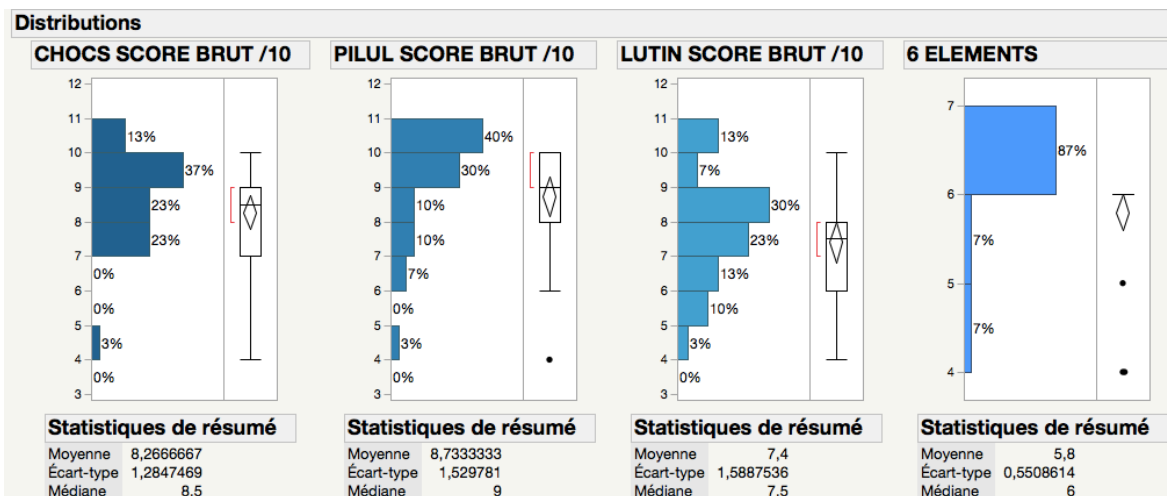 Distributions
CHOCS SCORE BRUT /10
12
11
10
9
8
7
6
5
4
3
13%
37%
23%
23%
0%
0%
3%
0%
Statistiques de résumé
Moyenne 8,2666667
Écart-type 1,2847469
Médiane 8,5
PILUL SCORE BRUT /10
12
11
10
9
8
7
6
5
4
3
40%
30%
10%
10%
7%
0%
3%
0%
Statistiques de résumé
Moyenne 8,7333333
Écart-type 1,529781
Médiane 9
LUTIN SCORE BRUT /10
12
11
10
9
8
7
6
5
4
3
13%
7%
30%
23%
13%
10%
3%
0%
Statistiques de résumé
Moyenne 7,4
Écart-type 1,5887536
Médiane 7,5
6 ELEMENTS
7
6
5
4
87%
7%
7%
Statistiques de résumé
Moyenne 5,8
Écart-type 0,5508614
Médiane 6